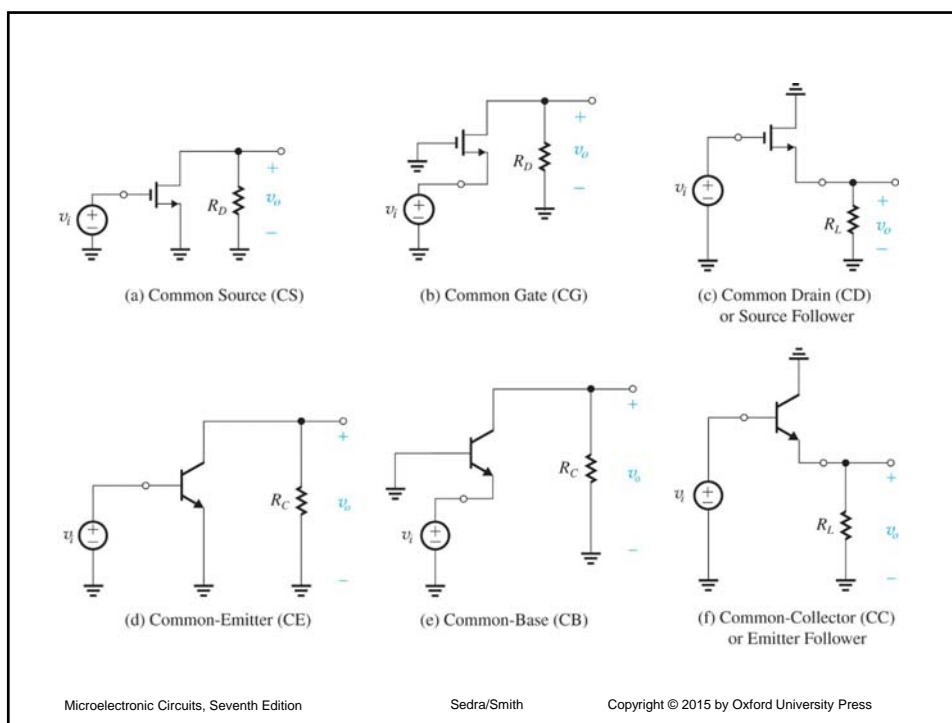 +
v_i
+
−
R_D
+
v_o
−
(a) Common Source (CS)
v_i
+
−
R_D
+
v_o
−
(b) Common Gate (CG)
v_i
+
−
R_L
+
v_o
−
(c) Common Drain (CD)
or Source Follower
v_i
+
−
R_C
+
v_o
−
(d) Common-Emitter (CE)
v_i
+
−
R_C
+
v_o
−
(e) Common-Base (CB)
v_i
+
−
R_L
+
v_o
−
(f) Common-Collector (CC)
or Emitter Follower
Microelectronic Circuits, Seventh Edition
Sedra/Smith
Copyright © 2015 by Oxford University Press